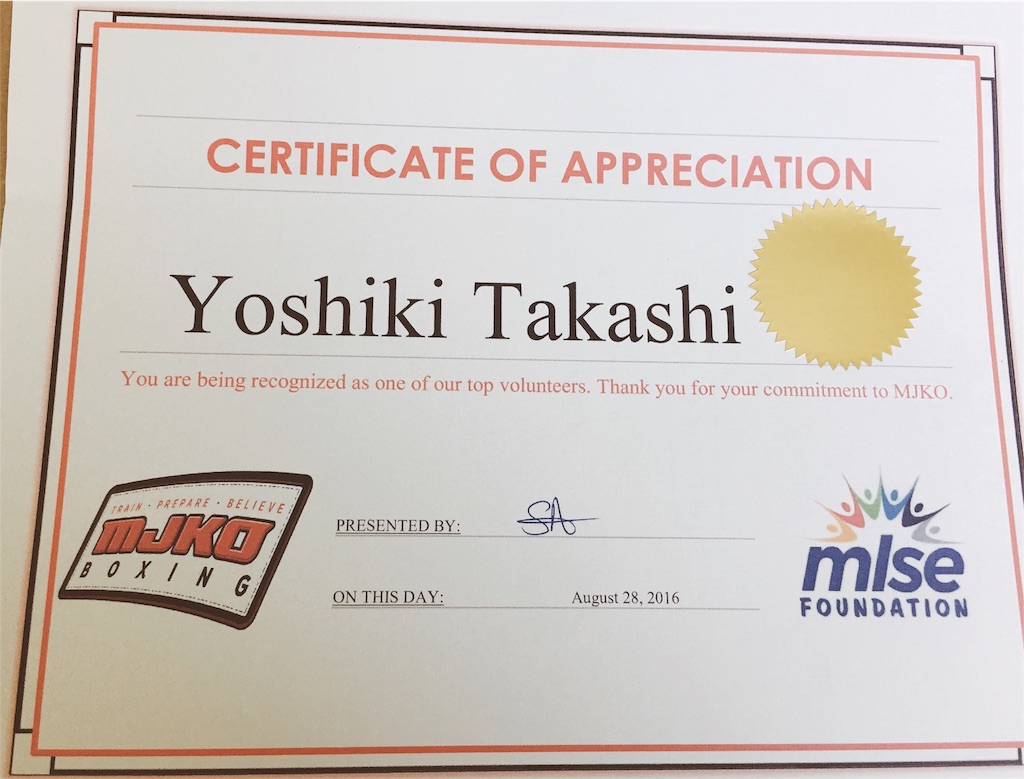 CERTIFICATE OF APPRECIATION
Yoshiki Takashi
You are being recognized as one of our top volunteers. Thank you for your commitment to MJKO.
TRAIN · PREPARE · BELIEVE
MJKO
BOXING
PRESENTED BY: SA
ON THIS DAY: August 28, 2016
mlse
FOUNDATION